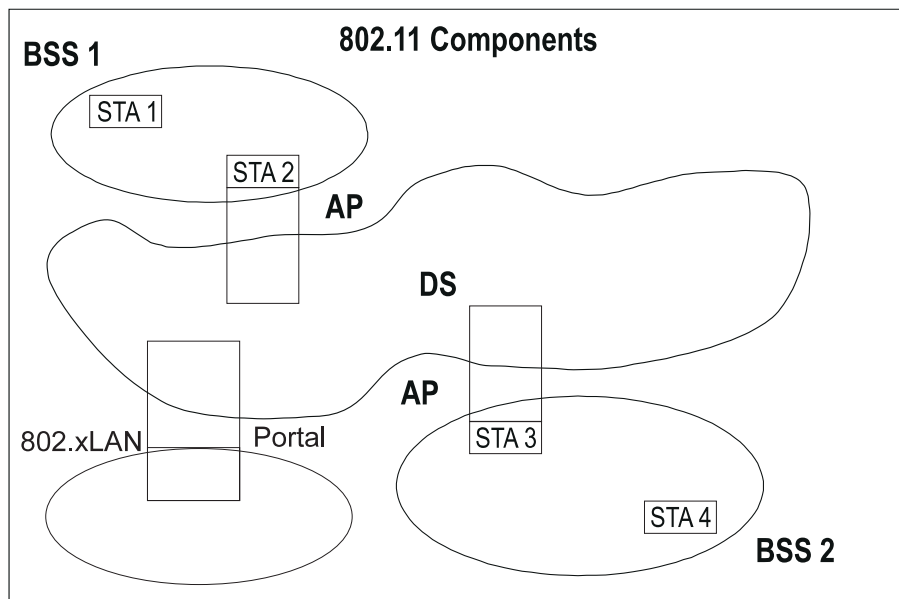 802.11 Components
BSS 1
STA 1
STA 2
AP
DS
AP
802.xLAN
Portal
STA 3
STA 4
BSS 2